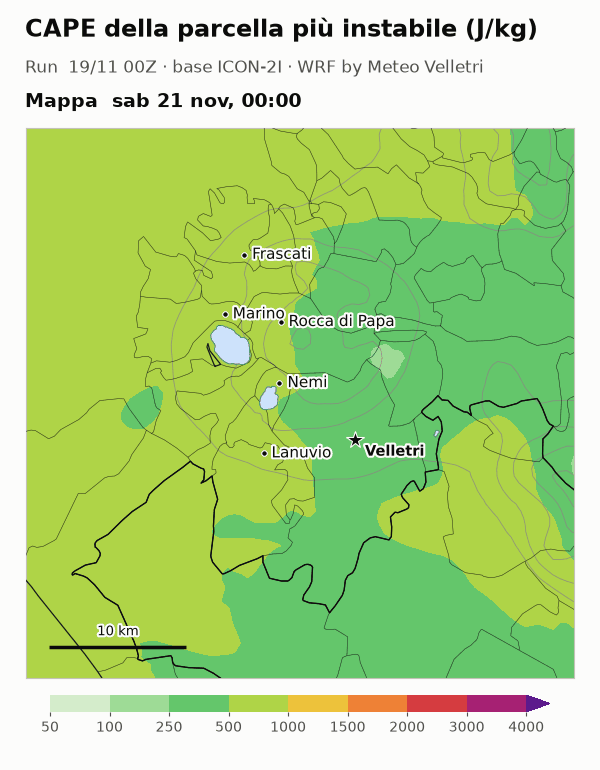 CAPE della parcella più instabile (J/kg)
Run  19/11 00Z · base ICON-2I · WRF by Meteo Velletri
Mappa  sab 21 nov, 00:00
Frascati
Marino
Rocca di Papa
Nemi
Velletri
Lanuvio
10 km
50 100 250 500 1000 1500 2000 3000 4000